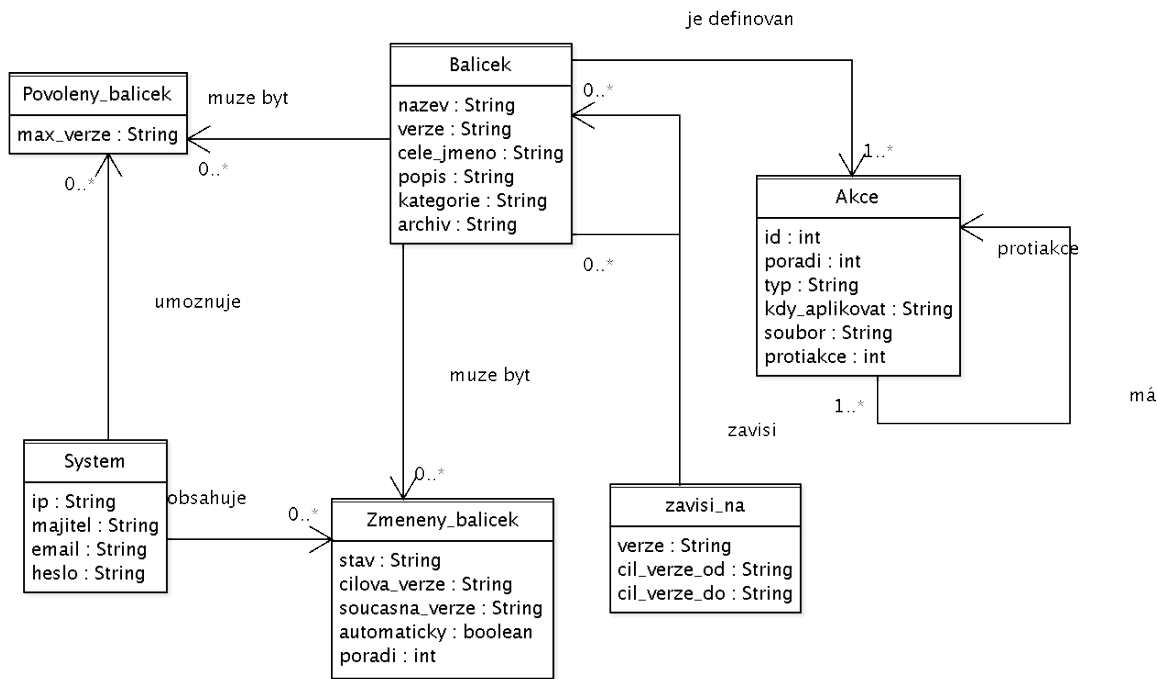 je definovan
Balicek
nazev : String
verze : String
cele_jmeno : String
popis : String
kategorie : String
archiv : String
0..*
0..*
Povoleny_balicek
max_verze : String
muze byt
0..*
0..*
1..*
Akce
id : int
poradi : int
typ : String
kdy_aplikovat : String
soubor : String
protiakce : int
protiakce
1..*
má
umoznuje
muze byt
zavisi
System
ip : String
majitel : String
email : String
heslo : String
obsahuje
0..*
0..*
Zmeneny_balicek
stav : String
cilova_verze : String
soucasna_verze : String
automaticky : boolean
poradi : int
zavisi_na
verze : String
cil_verze_od : String
cil_verze_do : String